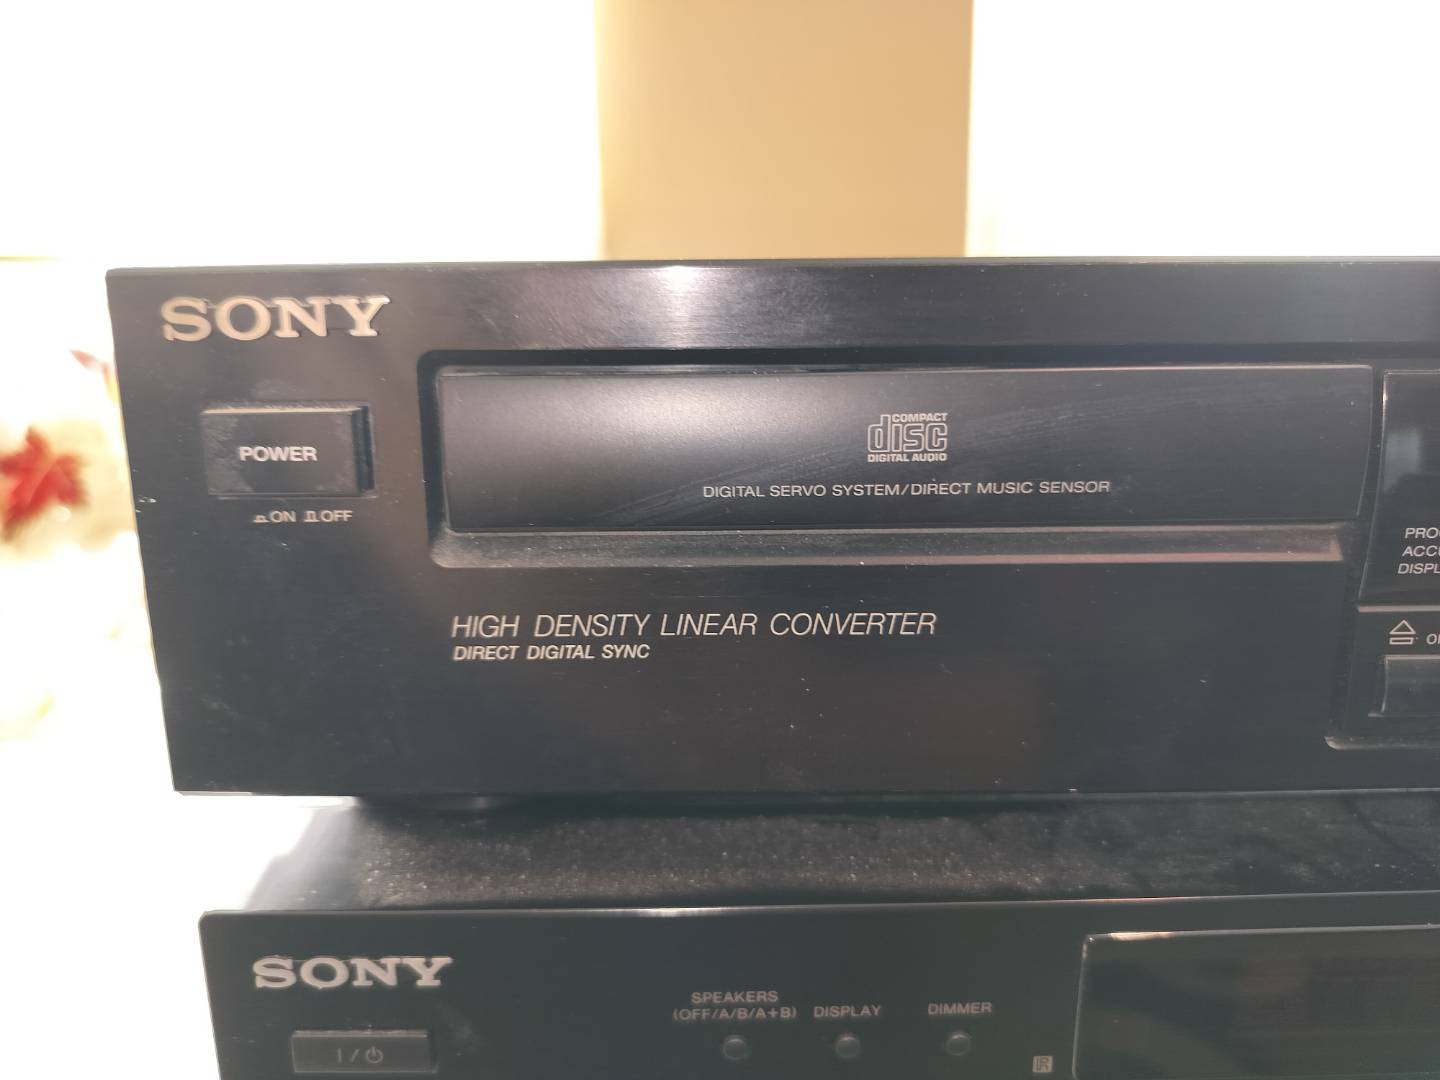 SONY
POWER
ON OFF
COMPACT
disc
DIGITAL AUDIO
DIGITAL SERVO SYSTEM/DIRECT MUSIC SENSOR
HIGH DENSITY LINEAR CONVERTER
DIRECT DIGITAL SYNC
SONY
I/⏻
SPEAKERS
(OFF/A/B/A+B)
DISPLAY
DIMMER